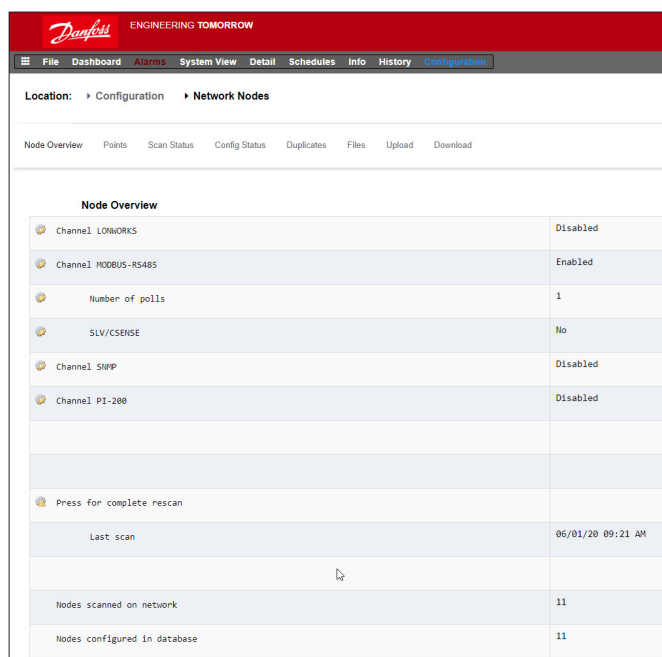 Danfoss ENGINEERING TOMORROW
File Dashboard Alarms System View Detail Schedules Info History Configuration
Location: Configuration Network Nodes
Node Overview Points Scan Status Config Status Duplicates Files Upload Download
Node Overview
Channel LONWORKS Disabled
Channel MODBUS-RS485 Enabled
Number of polls 1
SLV/CSENSE No
Channel SNMP Disabled
Channel PI-200 Disabled
Press for complete rescan
Last scan 06/01/20 09:21 AM
Nodes scanned on network 11
Nodes configured in database 11